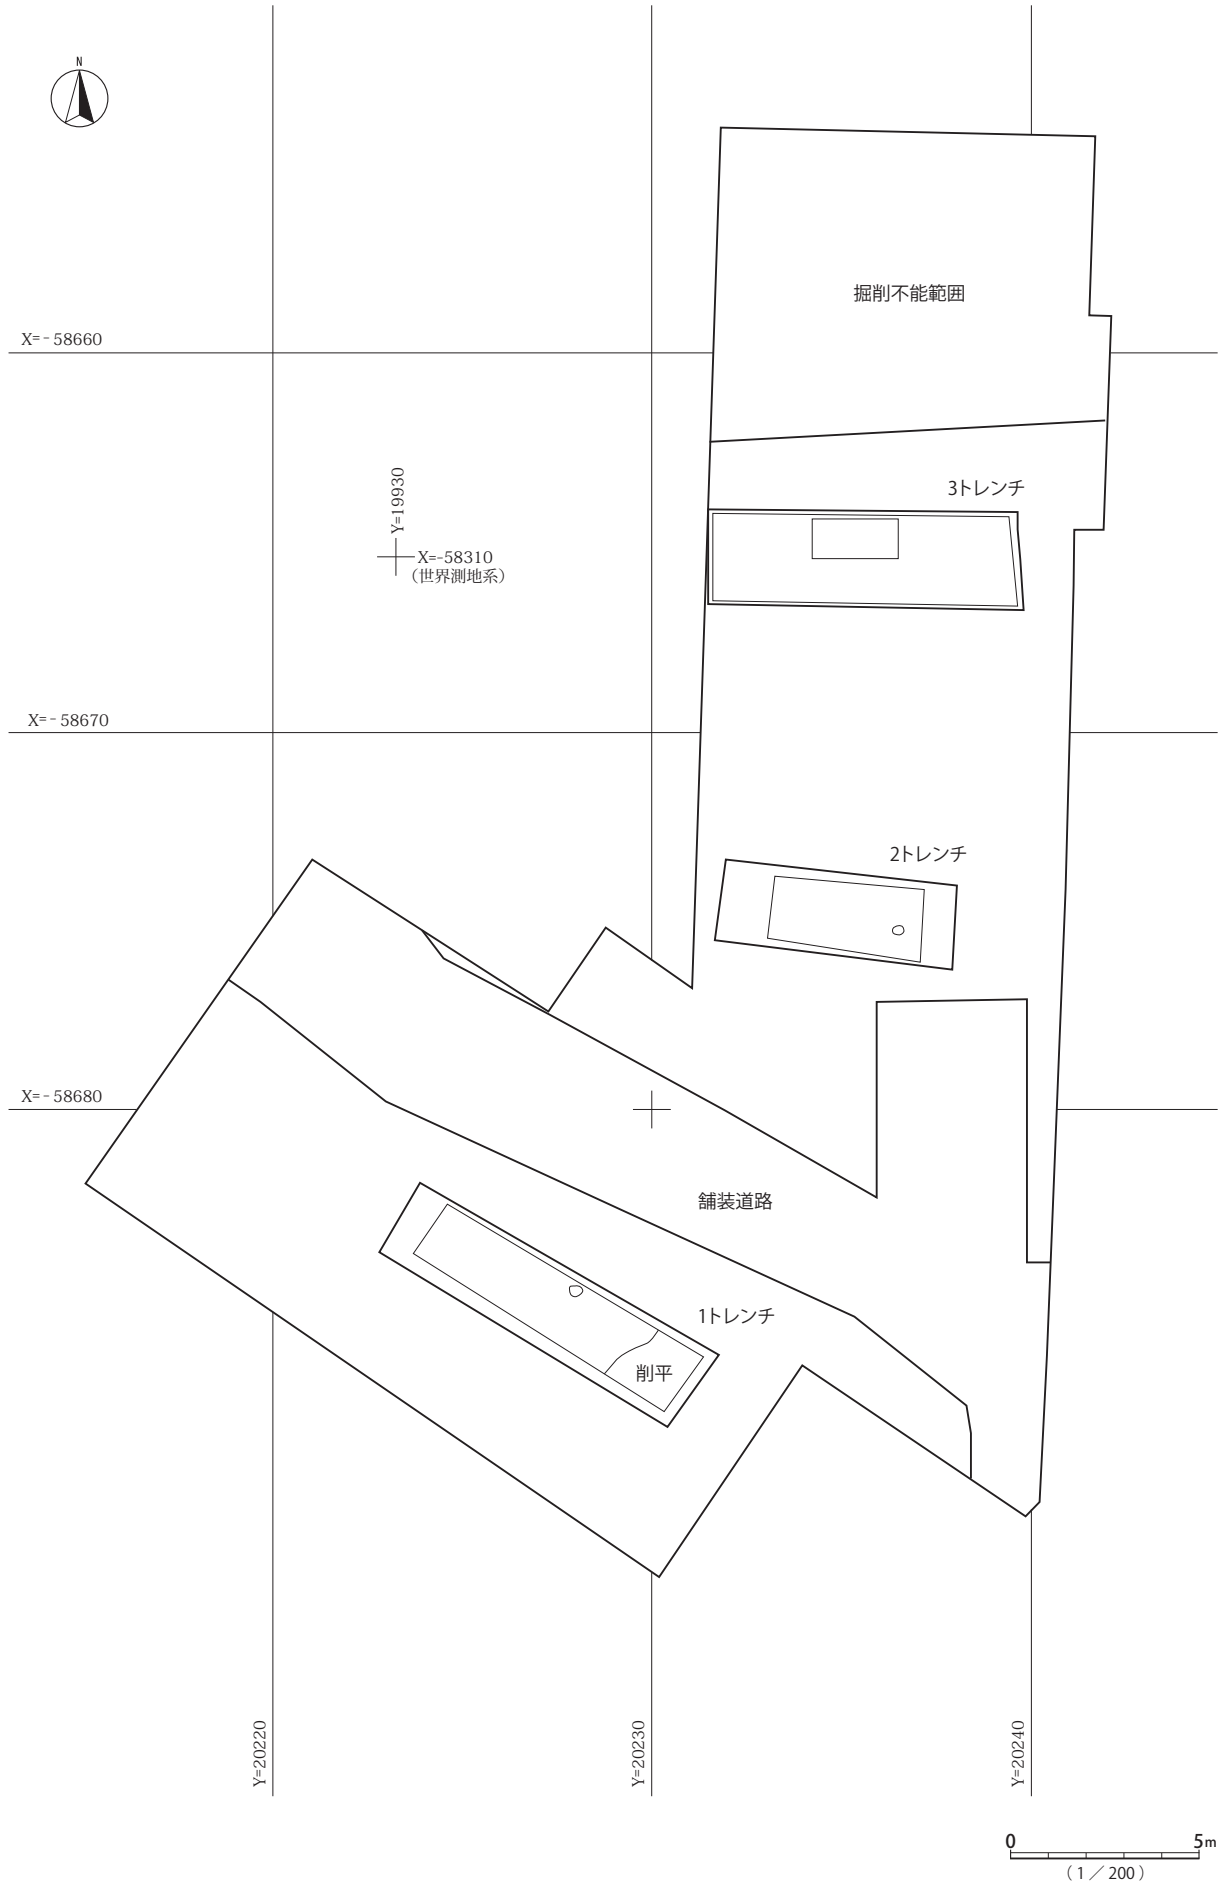 N
掘削不能範囲
X=-58660
3トレンチ
Y=19930
X=-58310
（世界測地系）
X=-58670
2トレンチ
X=-58680
舗装道路
1トレンチ
削平
Y=20220
Y=20230
Y=20240
0 5m
（1／200）